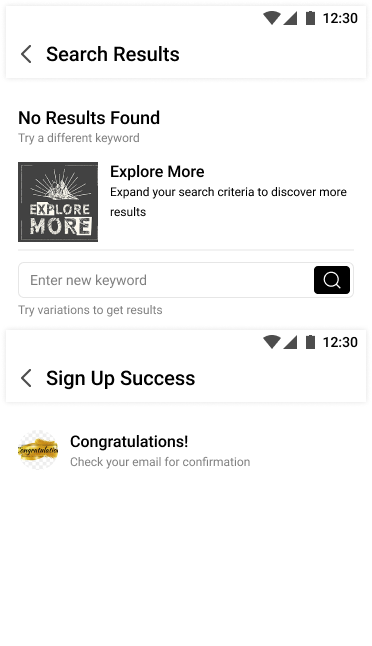 12:30
Search Results
No Results Found
Try a different keyword
EXPLORE
MORE
Explore More
Expand your search criteria to discover more
results
Enter new keyword
Try variations to get results
12:30
Sign Up Success
Congratulations!
Check your email for confirmation